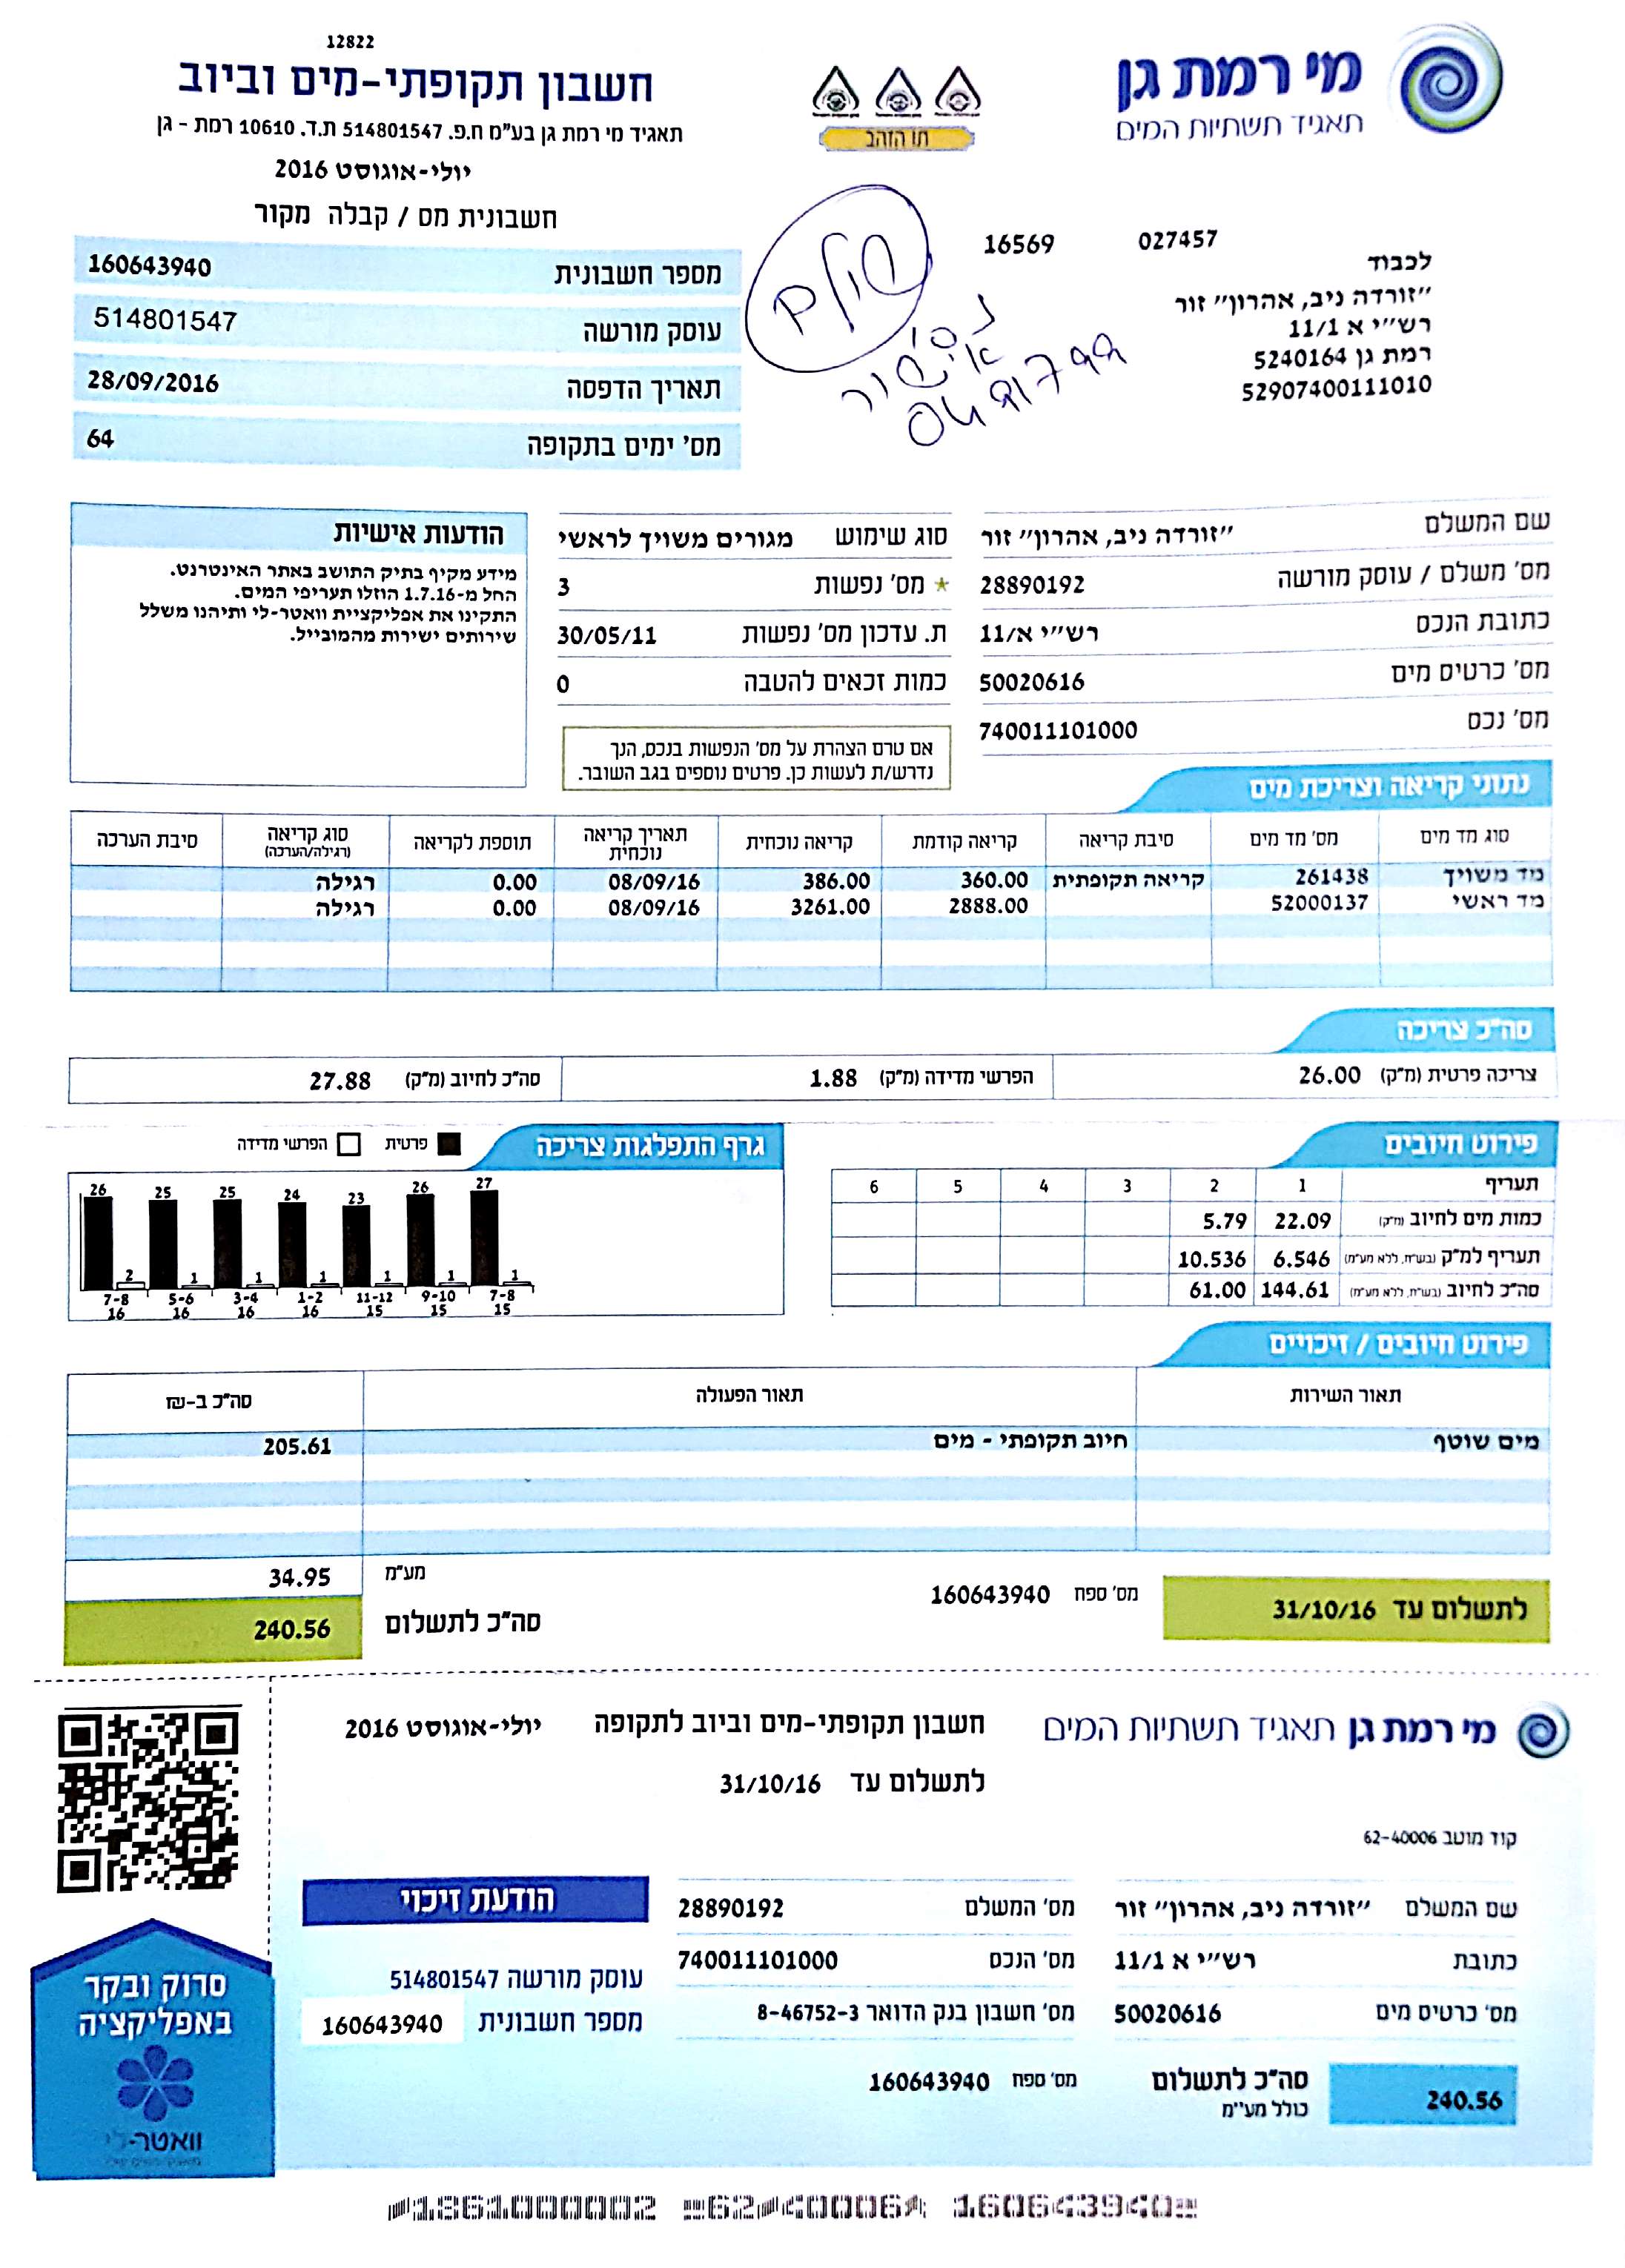 12822
חשבון תקופתי-מים וביוב
תאגיד מי רמת גן בע"מ ח.פ. 514801547 ת.ד. 10610 רמת - גן
יולי-אוגוסט 2016
חשבונית מס / קבלה מקור
תו הזהב
מי רמת גן
תאגיד תשתיות המים
מספר חשבונית 160643940
עוסק מורשה 514801547
תאריך הדפסה 28/09/2016
מס' ימים בתקופה 64
שולם
אישור
027457 16569
לכבוד
"זורדה ניב, אהרון" זור
רש"י א 11/1
רמת גן 5240164
52907400111010
שם המשלם "זורדה ניב, אהרון" זור
מס' משלם / עוסק מורשה 28890192
כתובת הנכס רש"י א/11
מס' כרטיס מים 50020616
מס' נכס 740011101000
סוג שימוש מגורים משויך לראשי
* מס' נפשות 3
ת. עדכון מס' נפשות 30/05/11
כמות זכאים להטבה 0
אם טרם הצהרת על מס' הנפשות בנכס, הנך
נדרש/ת לעשות כן. פרטים נוספים בגב השובר.
הודעות אישיות
מידע מקיף בתיק התושב באתר האינטרנט.
החל מ-1.7.16 הוזלו תעריפי המים.
התקינו את אפליקציית וואטר-לי ותיהנו משלל
שירותים ישירות מהמובייל.
נתוני קריאה וצריכת מים
סוג מד מים מס' מד מים סיבת קריאה קריאה קודמת קריאה נוכחית תאריך קריאה נוכחית תוספת לקריאה סוג קריאה (רגילה/הערכה) סיבת הערכה
מד משויך 261438 קריאה תקופתית 360.00 386.00 08/09/16 0.00 רגילה
מד ראשי 52000137 2888.00 3261.00 08/09/16 0.00 רגילה
סה"כ צריכה
צריכה פרטית (מ"ק) 26.00 הפרשי מדידה (מ"ק) 1.88 סה"כ לחיוב (מ"ק) 27.88
פירוט חיובים
תעריף 1 2 3 4 5 6
כמות מים לחיוב (מ"ק) 22.09 5.79
תעריף למ"ק (בש"ח, ללא מע"מ) 6.546 10.536
סה"כ לחיוב (בש"ח, ללא מע"מ) 144.61 61.00
גרף התפלגות צריכה
פרטית הפרשי מדידה
26 25 25 24 23 26 27
2 1 1 1 1 1 1
7-8 5-6 3-4 1-2 11-12 9-10 7-8
16 16 16 16 15 15 15
פירוט חיובים / זיכויים
תאור השירות תאור הפעולה סה"כ ב-₪
מים שוטף חיוב תקופתי - מים 205.61
מע"מ 34.95
לתשלום עד 31/10/16 מס' ספח 160643940 סה"כ לתשלום 240.56
מי רמת גן תאגיד תשתיות המים חשבון תקופתי-מים וביוב לתקופה יולי-אוגוסט 2016
לתשלום עד 31/10/16
קוד מוטב 62-40006
שם המשלם "זורדה ניב, אהרון" זור מס' המשלם 28890192
כתובת רש"י א 11/1 מס' הנכס 740011101000
מס' כרטיס מים 50020616 מס' חשבון בנק הדואר 8-46752-3
סה"כ לתשלום
כולל מע"מ
240.56
מס' ספח 160643940
הודעת זיכוי
עוסק מורשה 514801547
מספר חשבונית 160643940
סרוק ובקר
באפליקציה
וואטר-לי